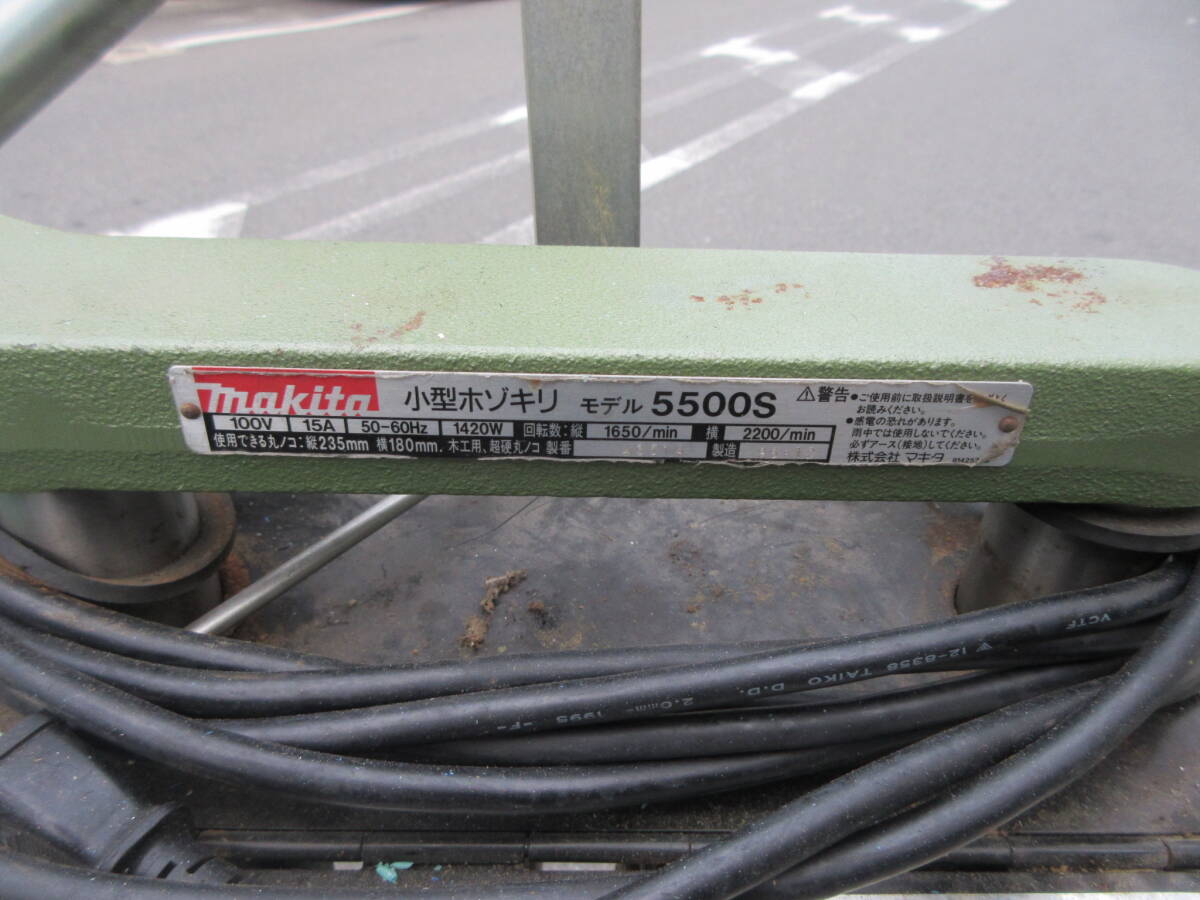 makita 小型ホゾキリ モデル 5500S
100V 15A 50-60Hz 1420W 回転数:縦 1650/min 横 2200/min
使用できる丸ノコ:縦235mm 横180mm. 木工用、超硬丸ノコ 製番 製造
⚠警告 ●ご使用前に取扱説明書を
お読みください。
●感電の恐れがあります。
雨中では使用しないでください。
必ずアース(接地)してください。
株式会社 マキタ
VCTF
12-8358 TAIKO D.D. 2.0mm² 1995 -F-